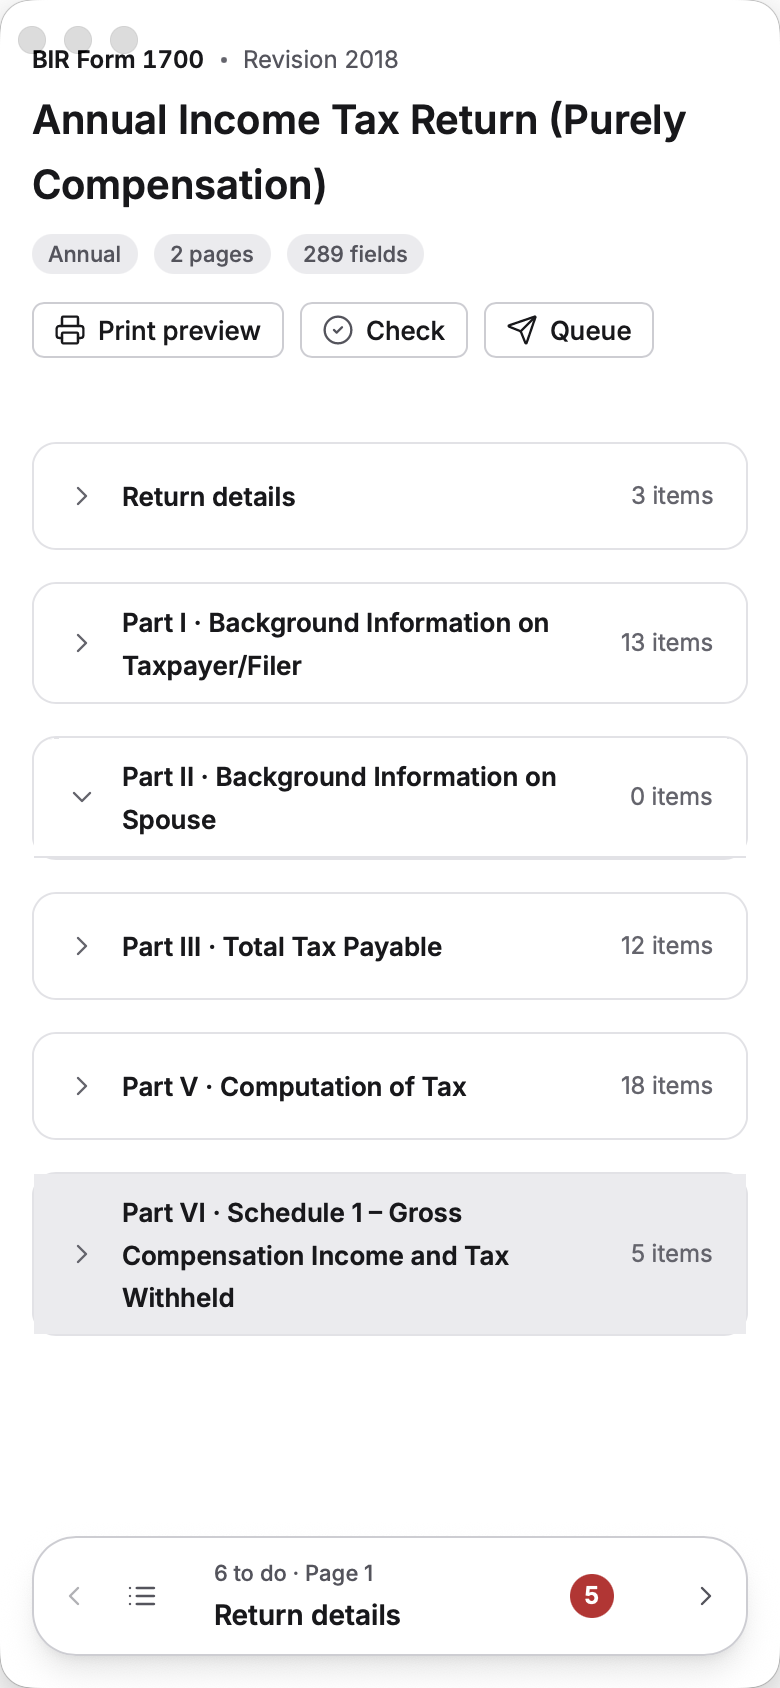 BIR Form 1700 • Revision 2018
Annual Income Tax Return (Purely
Compensation)
Annual 2 pages 289 fields
Print preview Check Queue
Return details 3 items
Part I · Background Information on
Taxpayer/Filer
13 items
Part II · Background Information on
Spouse
0 items
Part III · Total Tax Payable 12 items
Part V · Computation of Tax 18 items
Part VI · Schedule 1 – Gross
Compensation Income and Tax
Withheld
5 items
6 to do · Page 1
Return details
5